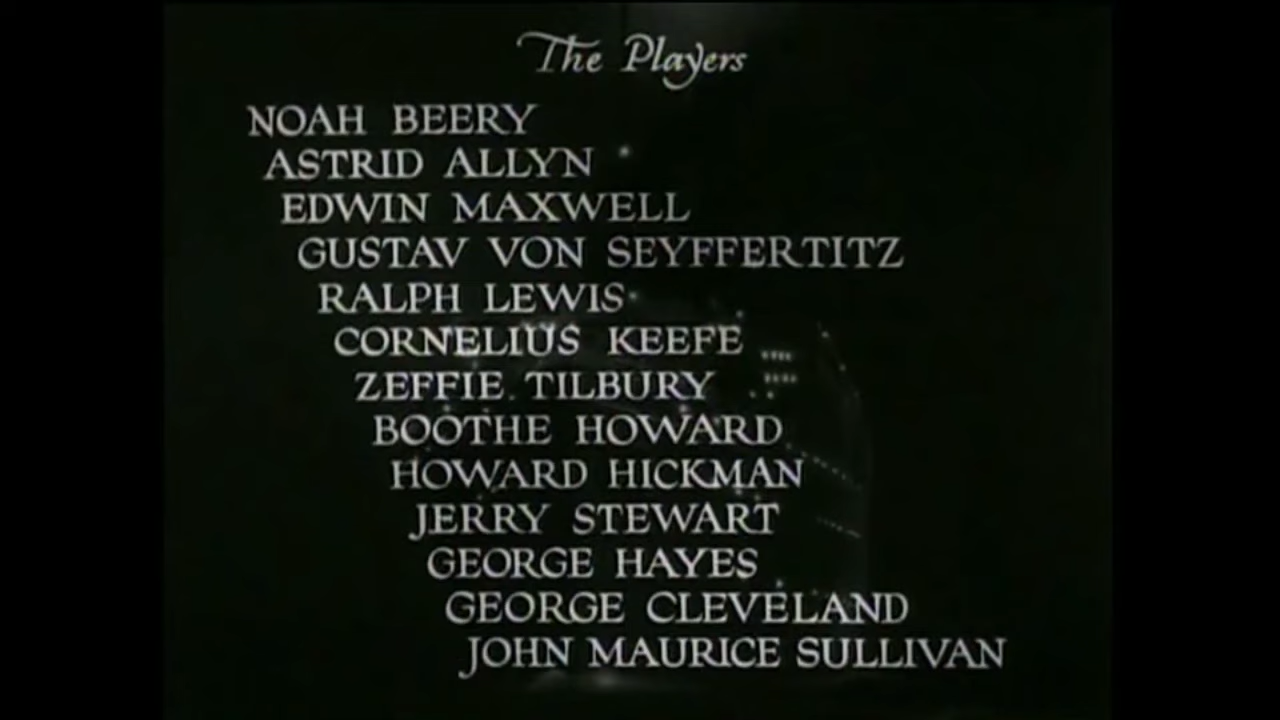 The Players
NOAH BEERY
ASTRID ALLYN
EDWIN MAXWELL
GUSTAV VON SEYFFERTITZ
RALPH LEWIS
CORNELIUS KEEFE
ZEFFIE TILBURY
BOOTHE HOWARD
HOWARD HICKMAN
JERRY STEWART
GEORGE HAYES
GEORGE CLEVELAND
JOHN MAURICE SULLIVAN